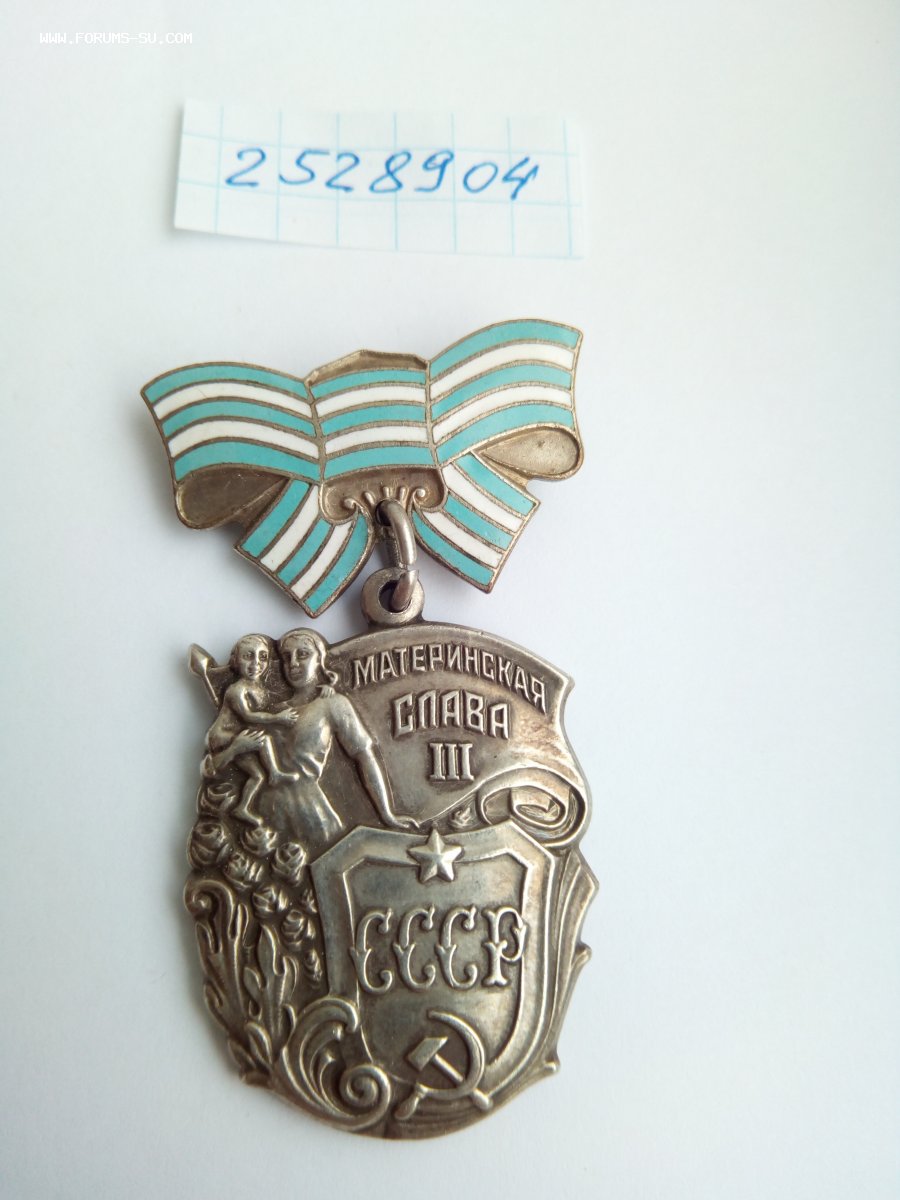 WWW.FORUMS-SU.COM
2528904
МАТЕРИНСКАЯ
СЛАВА
III
СССР